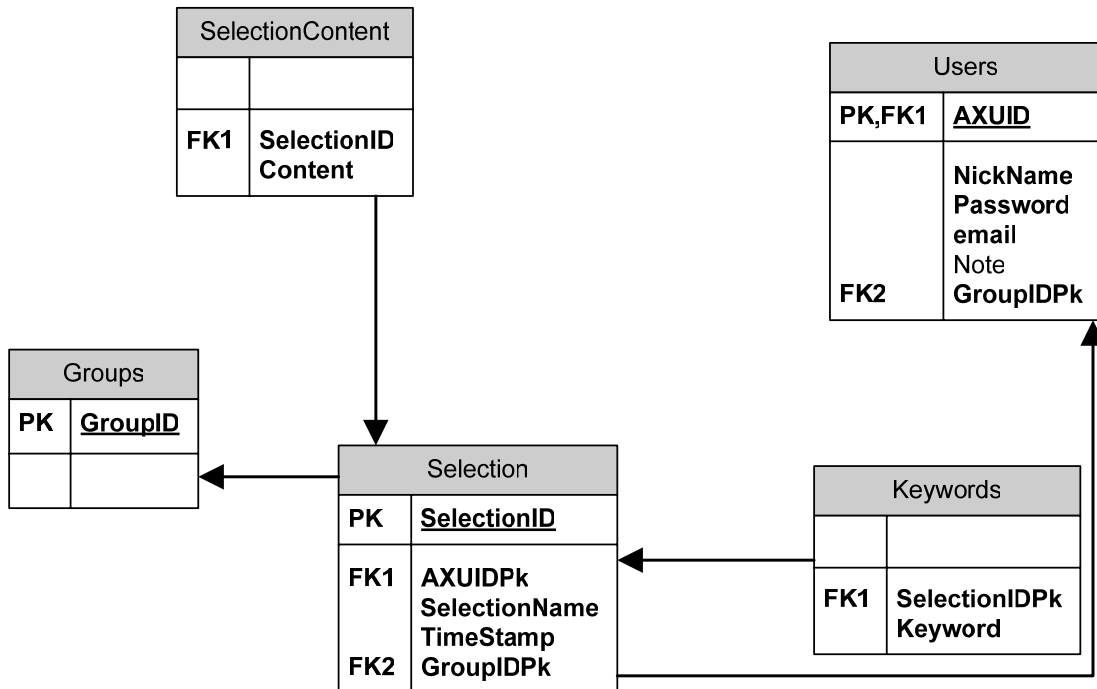 SelectionContent
FK1 SelectionID
Content
Users
PK,FK1 AXUID
NickName
Password
email
Note
FK2 GroupIDPk
Groups
PK GroupID
Selection
PK SelectionID
FK1 AXUIDPk
SelectionName
TimeStamp
FK2 GroupIDPk
Keywords
FK1 SelectionIDPk
Keyword